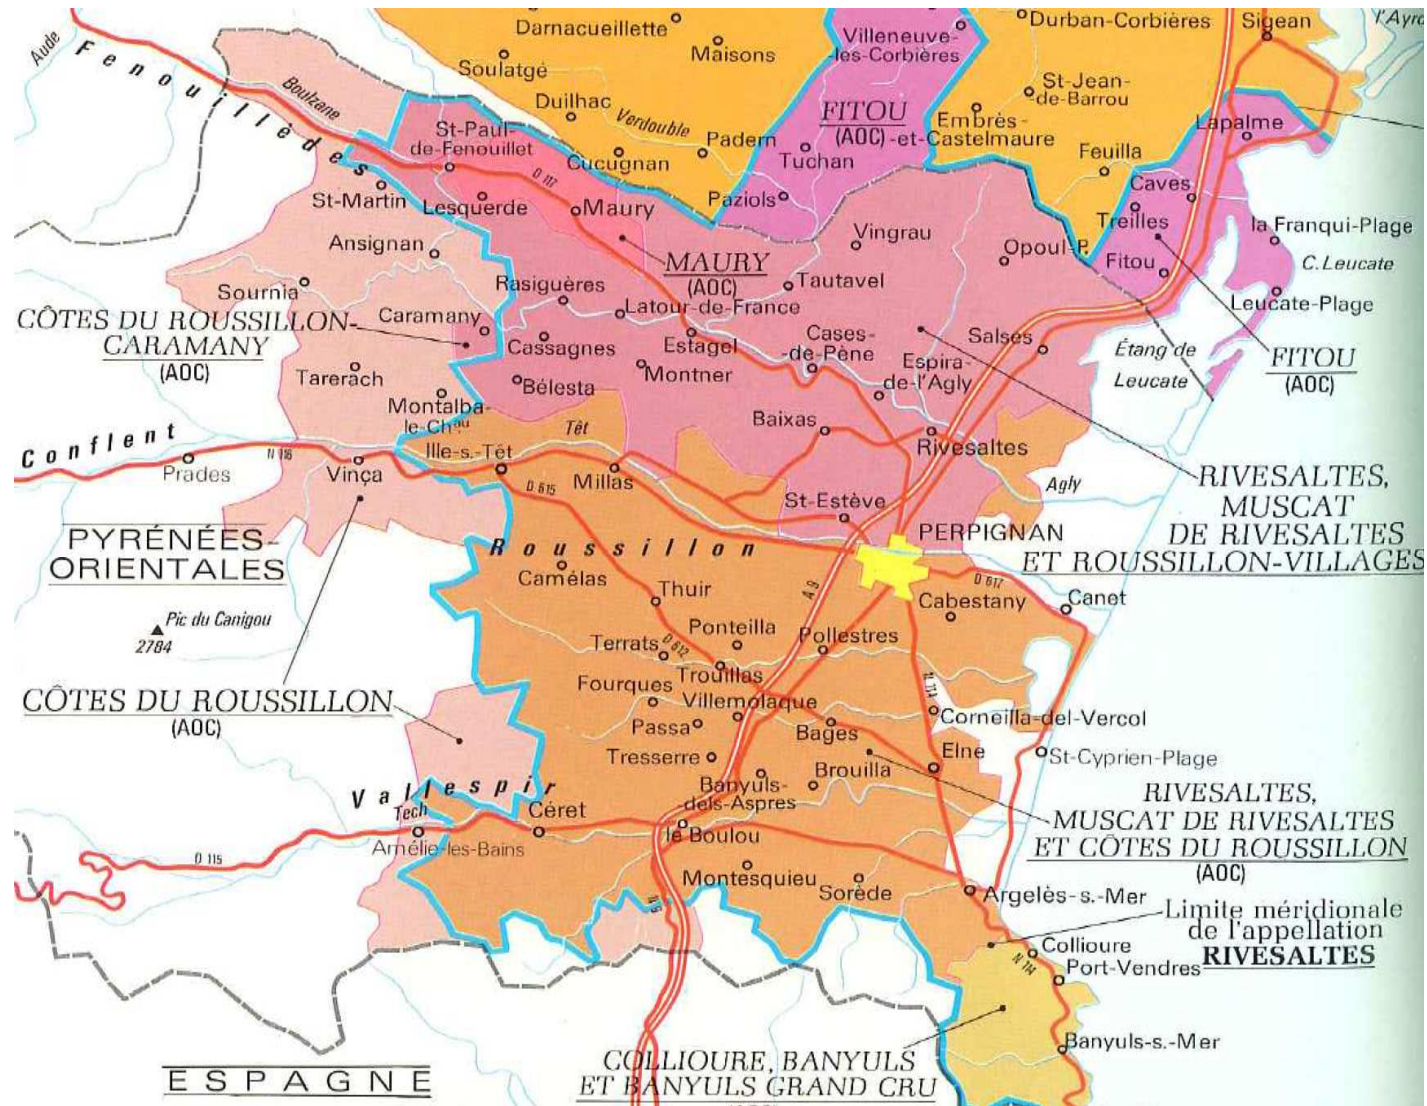 Darnacueillette
Maisons
Soulatgé
Duilhac
Verdouble
Padern
Cucugnan
Villeneuve-
-les-Corbières
FITOU
(AOC)
Tuchan
Paziols
Durban-Corbières
Sigean
St-Jean-
-de-Barrou
Embrès-
-et-Castelmaure
Feuilla
Lapalme
Caves
Treilles
Fitou
la Franqui-Plage
C. Leucate
Leucate-Plage
FITOU
(AOC)
Étang de
Leucate
Aude
Fenouillèdes
Boulzane
St-Paul-
-de-Fenouillet
D 117
St-Martin
Lesquerde
Maury
MAURY
(AOC)
Ansignan
Sournia
Rasiguères
Latour-de-France
Vingrau
Tautavel
Opoul-P.
CÔTES DU ROUSSILLON-
CARAMANY
(AOC)
Caramany
Cassagnes
Estagel
Cases-
-de-Pène
Espira-
de-l'Agly
Salses
Tarerach
Bélesta
Montner
Montalba-
-le-Chau
Baixas
Rivesaltes
Conflent
Prades
N 116
Vinça
Ille-s.-Têt
Têt
Millas
D 615
St-Estève
Agly
RIVESALTES,
MUSCAT
DE RIVESALTES
ET ROUSSILLON-VILLAGES
PERPIGNAN
PYRÉNÉES-
ORIENTALES
Roussillon
Camélas
Thuir
A 9
D 617
Canet
Cabestany
Pic du Canigou
2784
Terrats
D 612
Ponteilla
Pollestres
Trouillas
Fourques
Villemolaque
N 114
CÔTES DU ROUSSILLON
(AOC)
Passa
Bages
Corneilla-del-Vercol
Tresserre
Elne
St-Cyprien-Plage
Banyuls-
-dels-Aspres
Brouilla
Vallespir
Tech
Céret
le Boulou
Amélie-les-Bains
D 115
RIVESALTES,
MUSCAT DE RIVESALTES
ET CÔTES DU ROUSSILLON
(AOC)
Montesquieu
Sorède
Argelès-s.-Mer
N 9
Limite méridionale
de l'appellation
RIVESALTES
Collioure
N 114
Port-Vendres
Banyuls-s.-Mer
COLLIOURE, BANYULS
ET BANYULS GRAND CRU
ESPAGNE